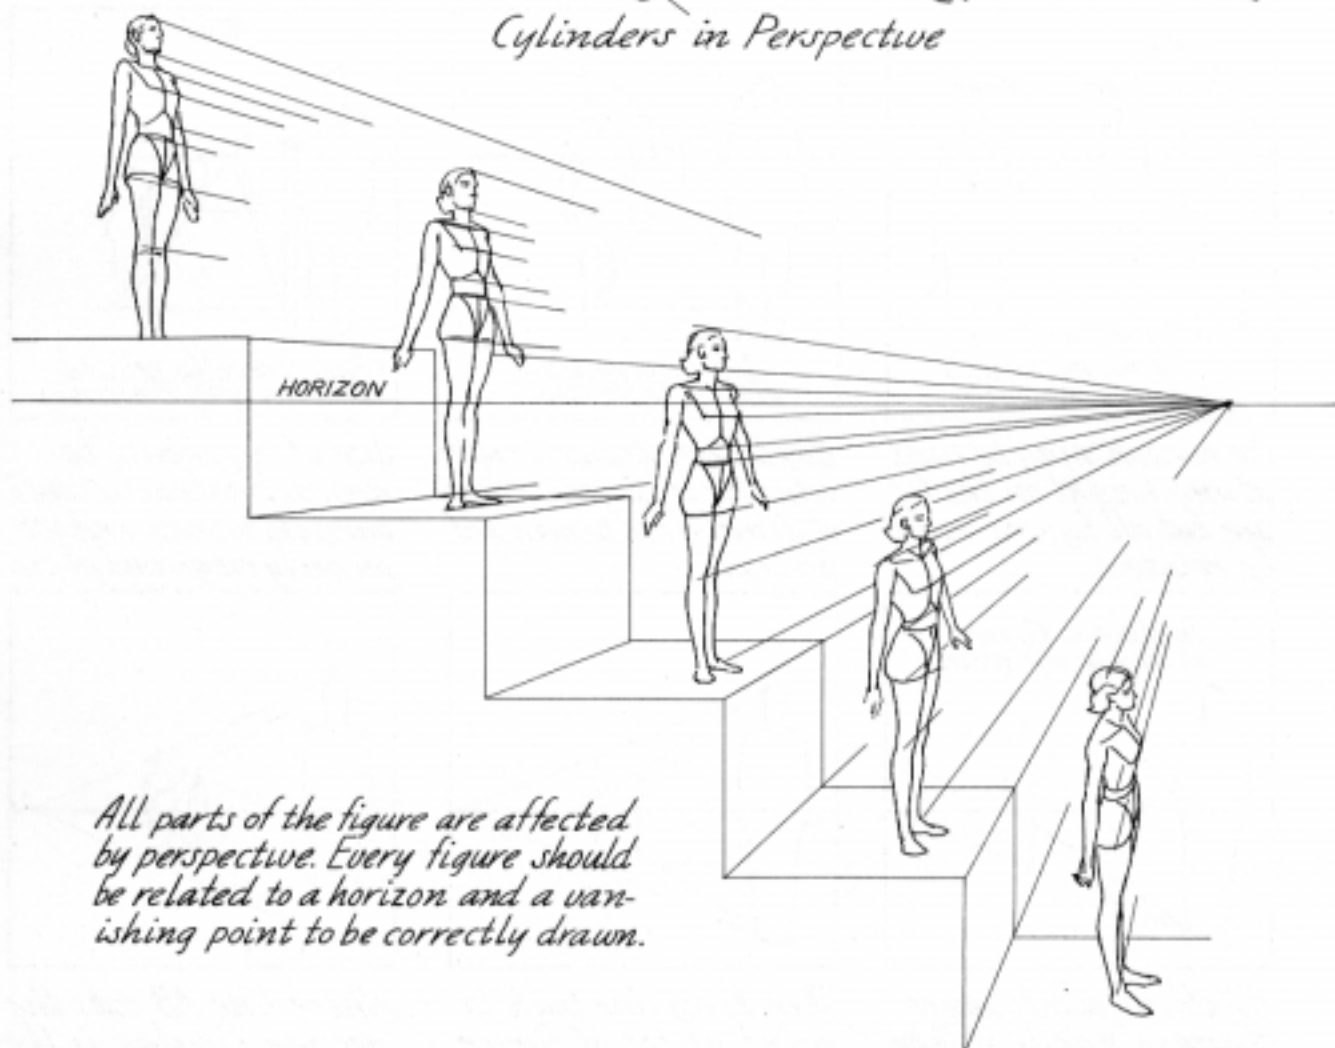 Cylinders in Perspective
HORIZON
All parts of the figure are affected
by perspective. Every figure should
be related to a horizon and a van-
ishing point to be correctly drawn.